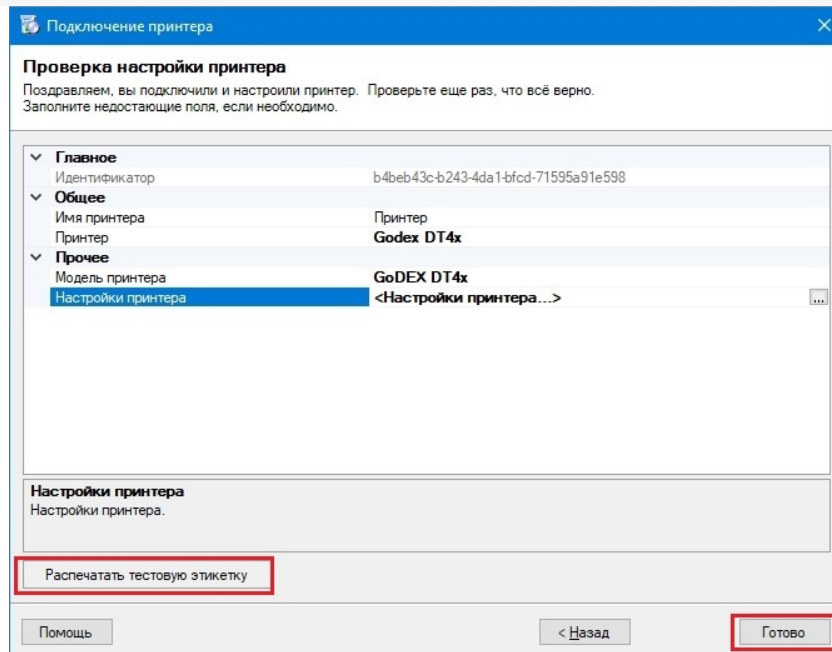 Подключение принтера
Проверка настройки принтера
Поздравляем, вы подключили и настроили принтер. Проверьте еще раз, что всё верно.
Заполните недостающие поля, если необходимо.
Главное
Идентификатор b4beb43c-b243-4da1-bfcd-71595a91e598
Общее
Имя принтера Принтер
Принтер Godex DT4x
Прочее
Модель принтера GoDEX DT4x
Настройки принтера <Настройки принтера...> ...
Настройки принтера
Настройки принтера.
Распечатать тестовую этикетку
Помощь < Назад Готово